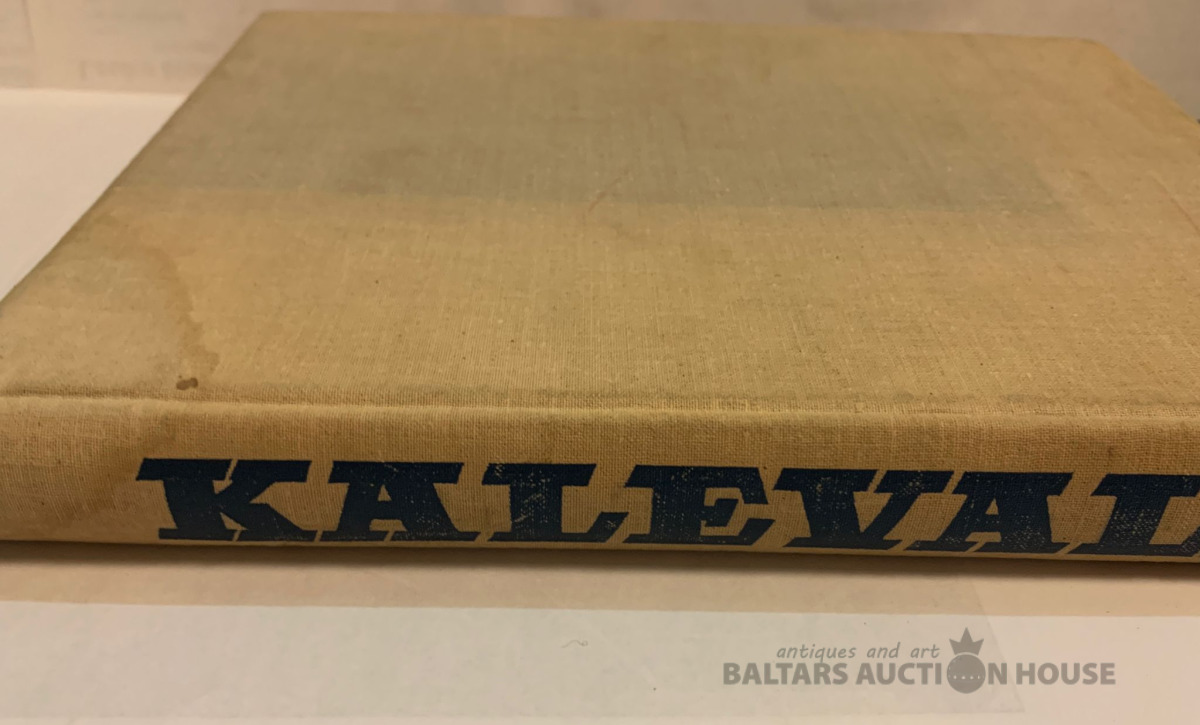 KALEVAL
antiques and art
BALTARS AUCTION HOUSE